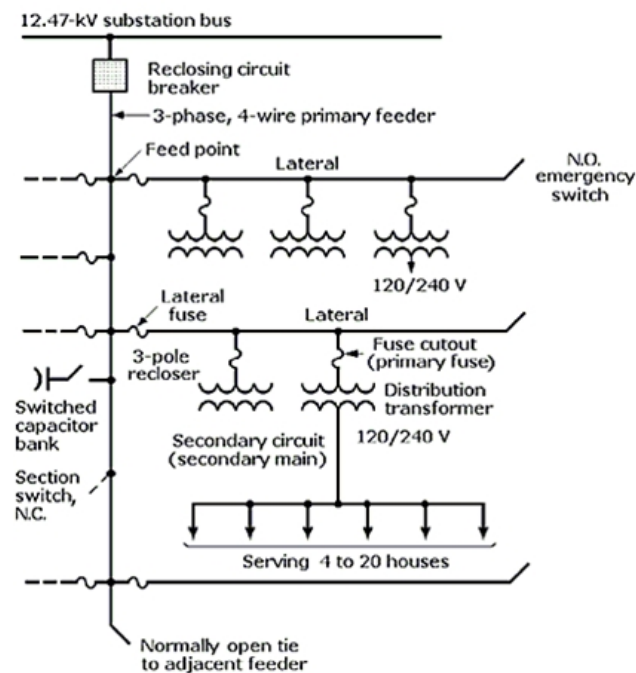 12.47-kV substation bus
Reclosing circuit
breaker
3-phase, 4-wire primary feeder
Feed point
Lateral
N.O.
emergency
switch
120/240 V
Lateral
fuse
Lateral
3-pole
recloser
Fuse cutout
(primary fuse)
Distribution
transformer
Switched
capacitor
bank
Secondary circuit
(secondary main)
120/240 V
Section
switch,
N.C.
Serving 4 to 20 houses
Normally open tie
to adjacent feeder